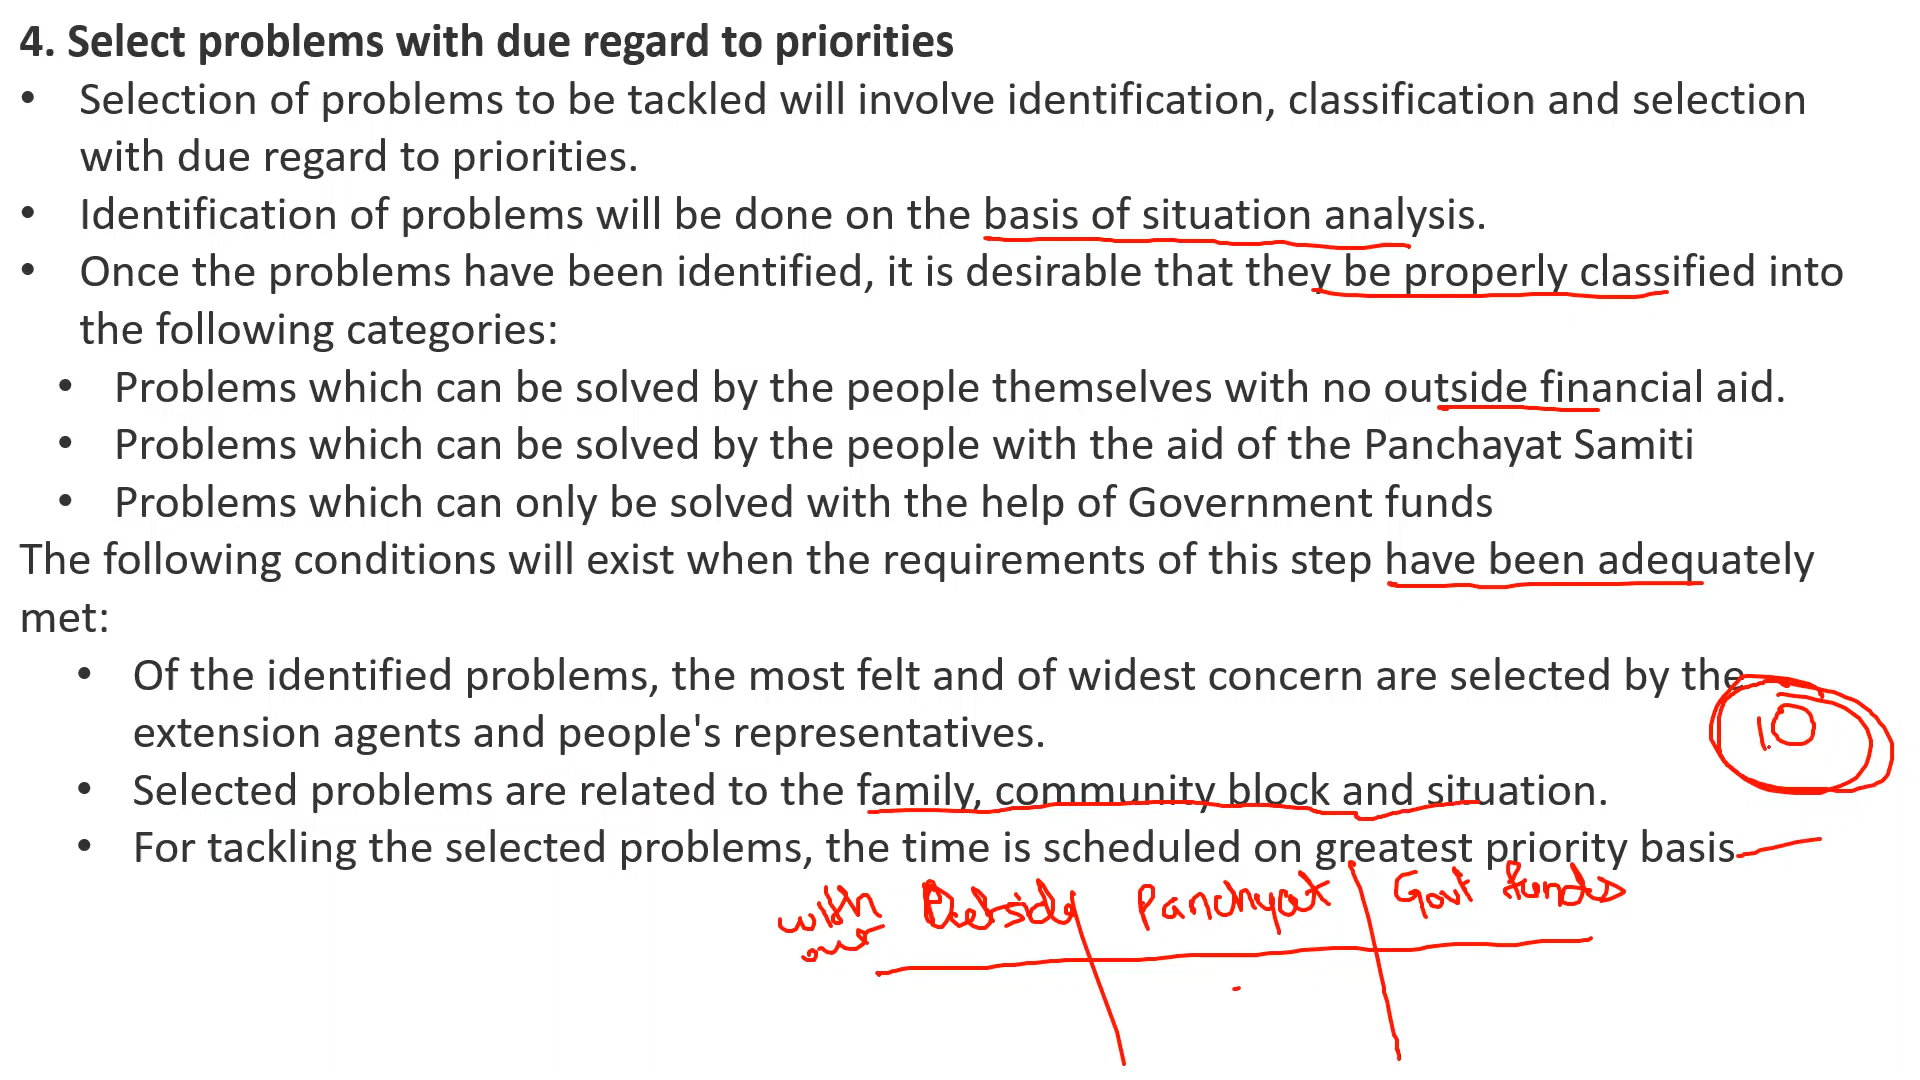 4. Select problems with due regard to priorities
• Selection of problems to be tackled will involve identification, classification and selection
with due regard to priorities.
• Identification of problems will be done on the basis of situation analysis.
• Once the problems have been identified, it is desirable that they be properly classified into
the following categories:
• Problems which can be solved by the people themselves with no outside financial aid.
• Problems which can be solved by the people with the aid of the Panchayat Samiti
• Problems which can only be solved with the help of Government funds
The following conditions will exist when the requirements of this step have been adequately
met:
• Of the identified problems, the most felt and of widest concern are selected by the
extension agents and people's representatives.
10
• Selected problems are related to the family, community block and situation.
• For tackling the selected problems, the time is scheduled on greatest priority basis
with Outside Panchyat Govt funds
out